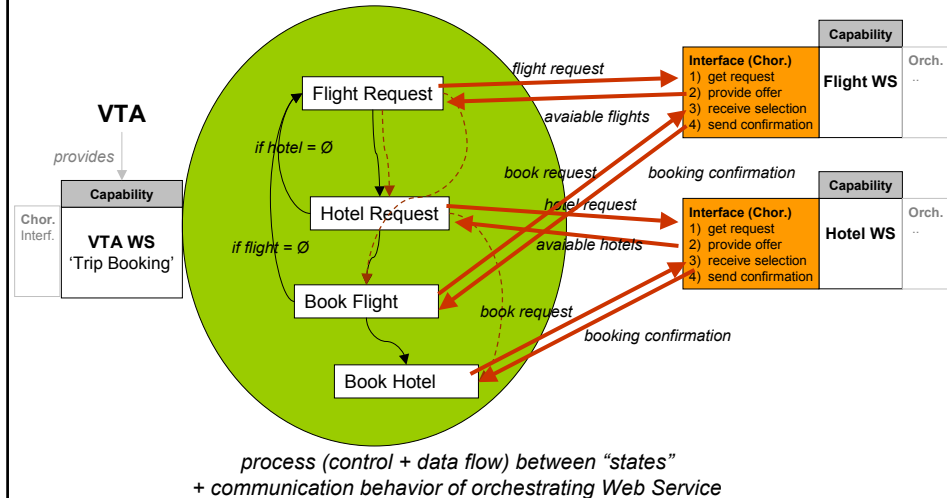 VTA
provides
Capability
Chor.
Interf.
VTA WS
‘Trip Booking’
Flight Request
if hotel = Ø
Hotel Request
if flight = Ø
Book Flight
Book Hotel
flight request
avaiable flights
book request
booking confirmation
hotel request
avaiable hotels
book request
booking confirmation
Capability
Interface (Chor.)
1) get request
2) provide offer
3) receive selection
4) send confirmation
Flight WS
Orch.
..
Capability
Interface (Chor.)
1) get request
2) provide offer
3) receive selection
4) send confirmation
Hotel WS
Orch.
..
process (control + data flow) between “states”
+ communication behavior of orchestrating Web Service